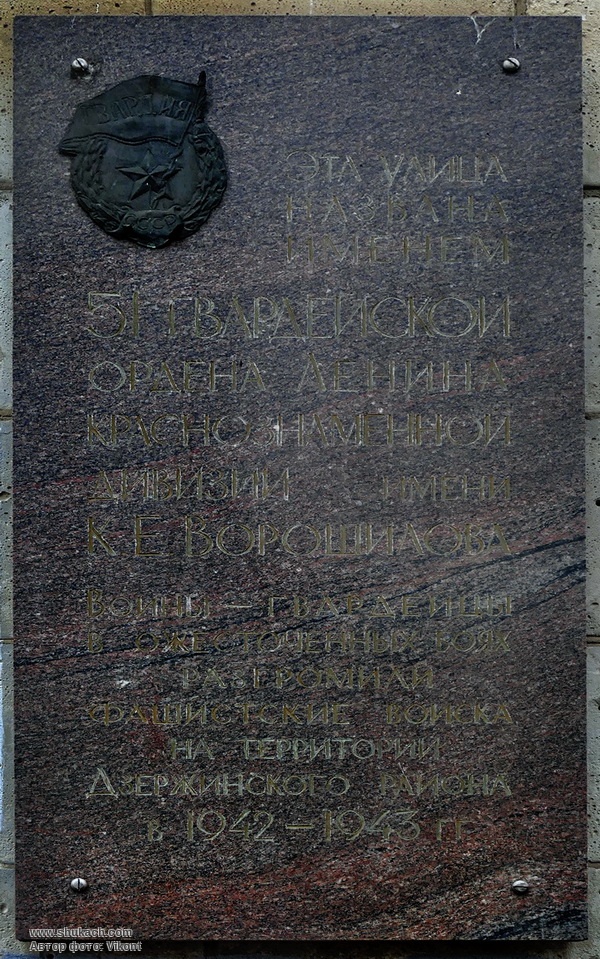 ГВАРДИЯ
Эта улица
названа
именем
51й гвардейской
ордена Ленина
Краснознаменной
дивизии имени
К Е Ворошилова
Воины — гвардейцы
в ожесточенных боях
разгромили
фашистские войска
на территории
Дзержинского района
в 1942 — 1943 гг
www.shukach.com
Автор фото: Vikont